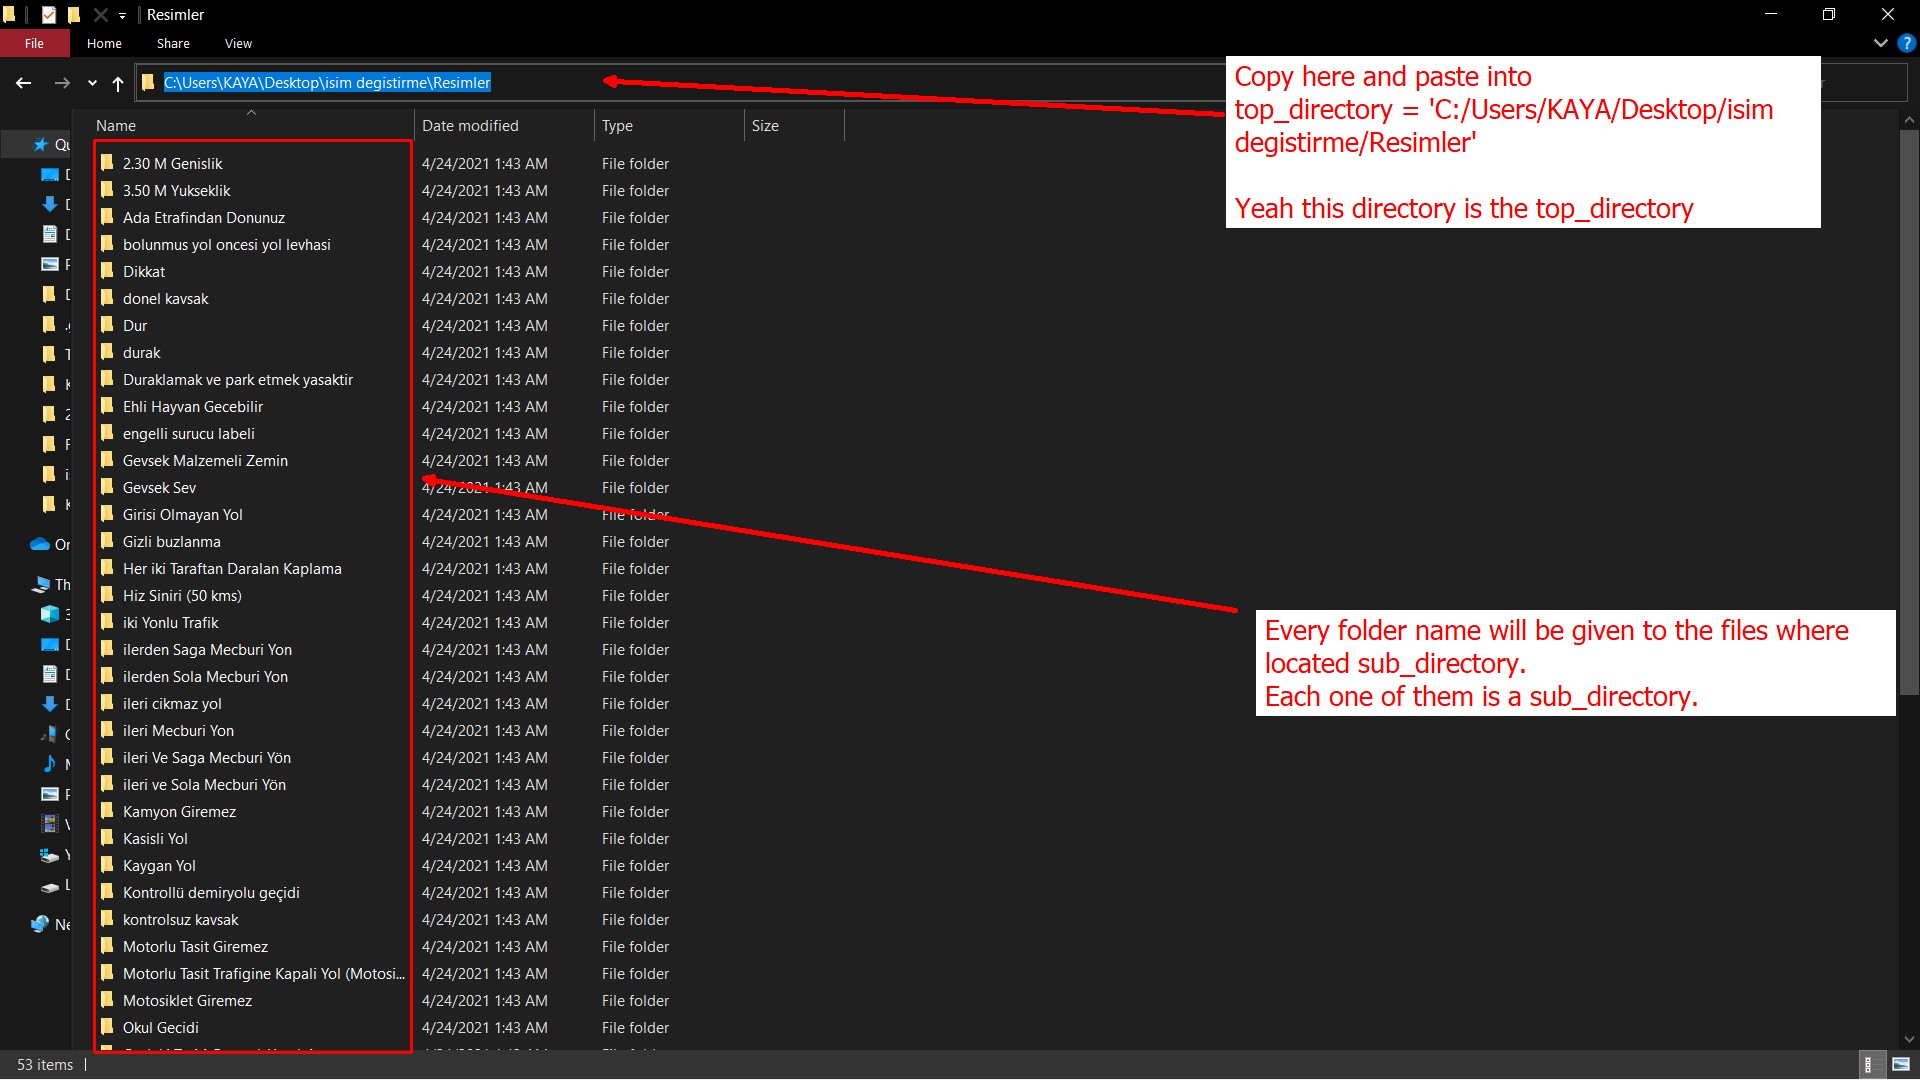 Resimler
File Home Share View
C:\Users\KAYA\Desktop\isim degistirme\Resimler
Copy here and paste into
top_directory = 'C:/Users/KAYA/Desktop/isim
degistirme/Resimler'
Yeah this directory is the top_directory
Name Date modified Type Size
2.30 M Genislik 4/24/2021 1:43 AM File folder
3.50 M Yukseklik 4/24/2021 1:43 AM File folder
Ada Etrafindan Donunuz 4/24/2021 1:43 AM File folder
bolunmus yol oncesi yol levhasi 4/24/2021 1:43 AM File folder
Dikkat 4/24/2021 1:43 AM File folder
donel kavsak 4/24/2021 1:43 AM File folder
Dur 4/24/2021 1:43 AM File folder
durak 4/24/2021 1:43 AM File folder
Duraklamak ve park etmek yasaktir 4/24/2021 1:43 AM File folder
Ehli Hayvan Gecebilir 4/24/2021 1:43 AM File folder
engelli surucu labeli 4/24/2021 1:43 AM File folder
Gevsek Malzemeli Zemin 4/24/2021 1:43 AM File folder
Gevsek Sev 4/24/2021 1:43 AM File folder
Girisi Olmayan Yol 4/24/2021 1:43 AM File folder
Gizli buzlanma 4/24/2021 1:43 AM File folder
Her iki Taraftan Daralan Kaplama 4/24/2021 1:43 AM File folder
Hiz Siniri (50 kms) 4/24/2021 1:43 AM File folder
iki Yonlu Trafik 4/24/2021 1:43 AM File folder
ilerden Saga Mecburi Yon 4/24/2021 1:43 AM File folder
ilerden Sola Mecburi Yon 4/24/2021 1:43 AM File folder
ileri cikmaz yol 4/24/2021 1:43 AM File folder
ileri Mecburi Yon 4/24/2021 1:43 AM File folder
ileri Ve Saga Mecburi Yön 4/24/2021 1:43 AM File folder
ileri ve Sola Mecburi Yön 4/24/2021 1:43 AM File folder
Kamyon Giremez 4/24/2021 1:43 AM File folder
Kasisli Yol 4/24/2021 1:43 AM File folder
Kaygan Yol 4/24/2021 1:43 AM File folder
Kontrollü demiryolu geçidi 4/24/2021 1:43 AM File folder
kontrolsuz kavsak 4/24/2021 1:43 AM File folder
Motorlu Tasit Giremez 4/24/2021 1:43 AM File folder
Motorlu Tasit Trafigine Kapali Yol (Motosi... 4/24/2021 1:43 AM File folder
Motosiklet Giremez 4/24/2021 1:43 AM File folder
Okul Gecidi 4/24/2021 1:43 AM File folder
Every folder name will be given to the files where
located sub_directory.
Each one of them is a sub_directory.
53 items